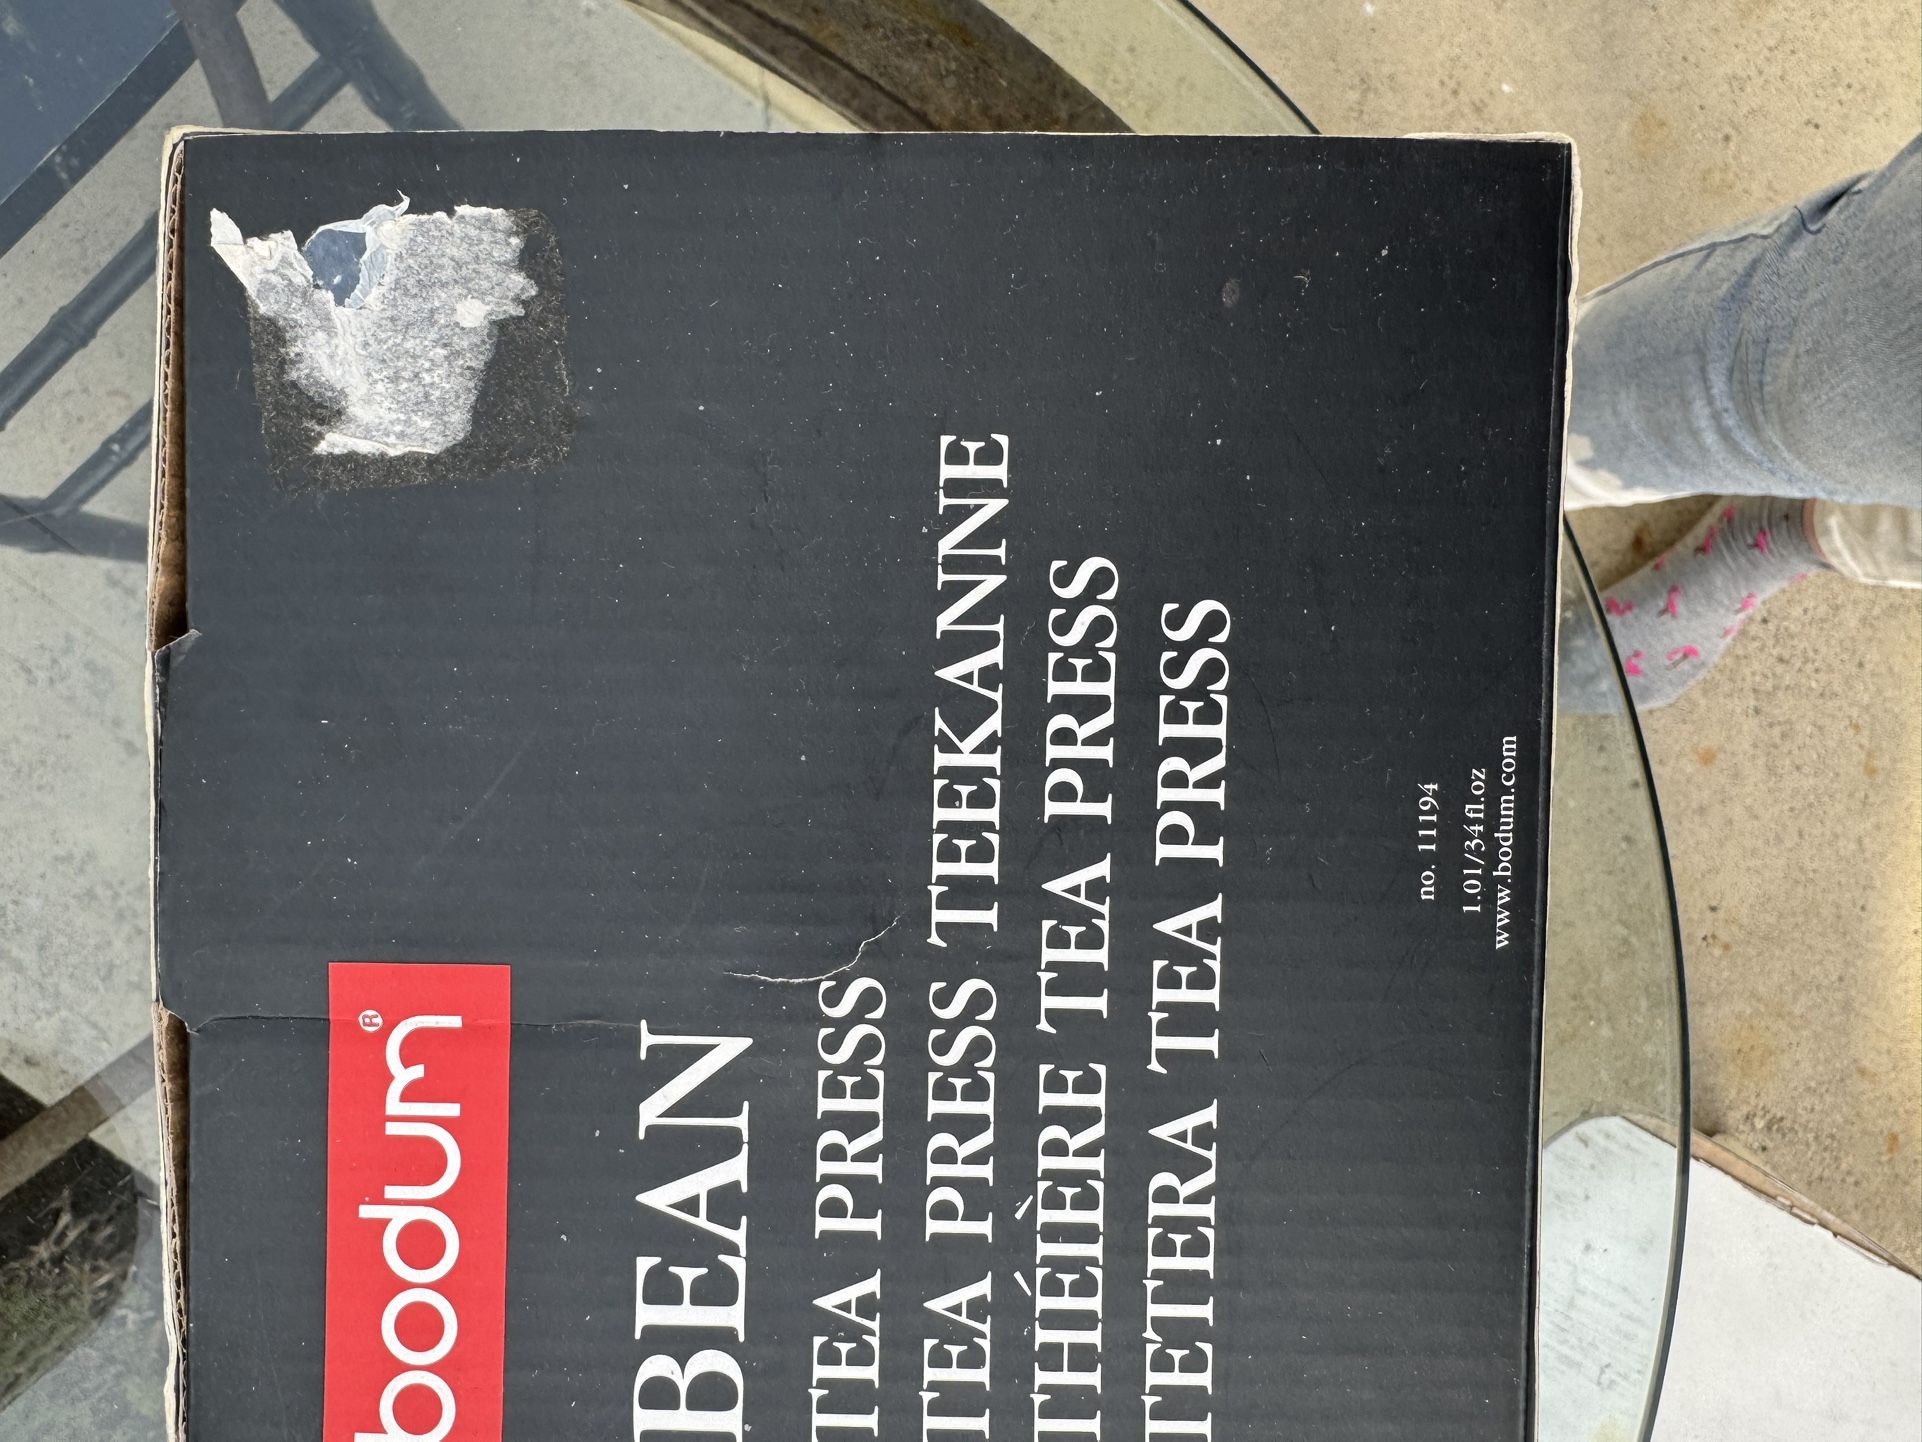 bodum®
BEAN
TEA PRESS
TEA PRESS TEEKANNE
THÉIÈRE TEA PRESS
TETERA TEA PRESS
no. 11194
1.0l/34fl.oz
www.bodum.com